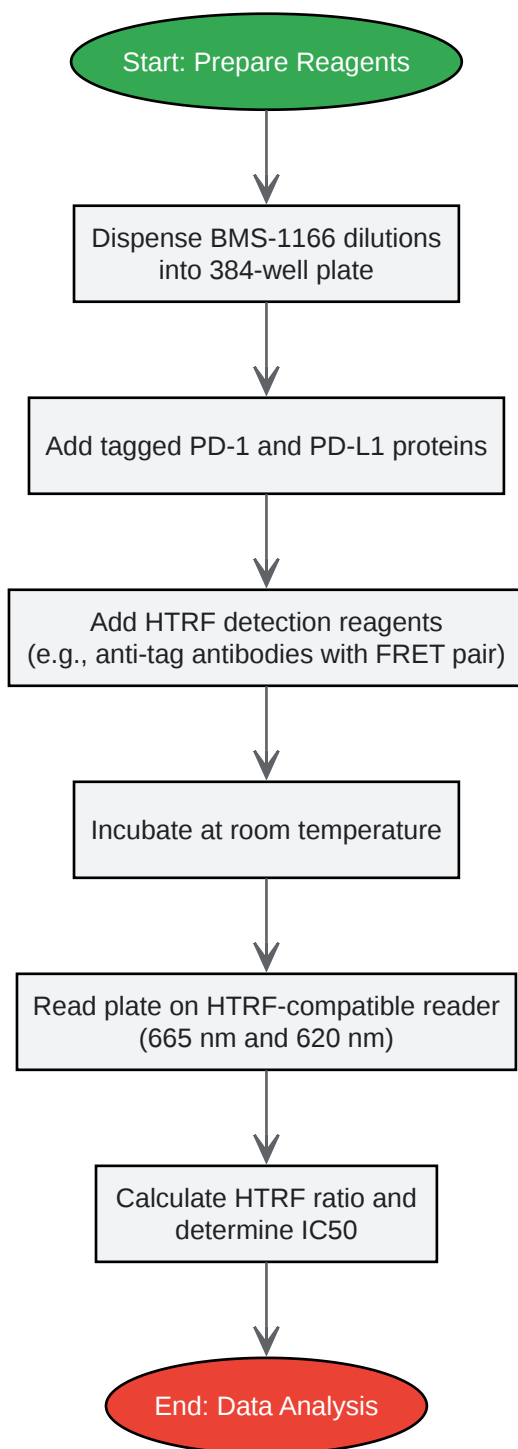 Start: Prepare Reagents
Dispense BMS-1166 dilutions
into 384-well plate
Add tagged PD-1 and PD-L1 proteins
Add HTRF detection reagents
(e.g., anti-tag antibodies with FRET pair)
Incubate at room temperature
Read plate on HTRF-compatible reader
(665 nm and 620 nm)
Calculate HTRF ratio and
determine IC50
End: Data Analysis